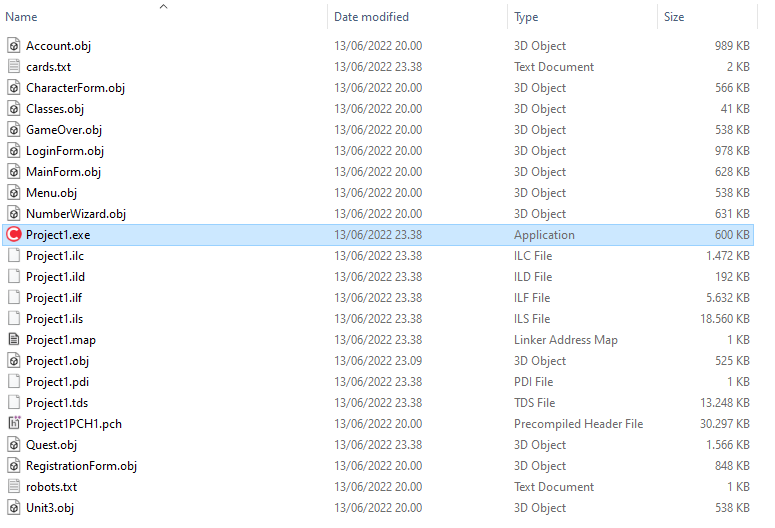 Name Date modified Type Size
Account.obj 13/06/2022 20.00 3D Object 989 KB
cards.txt 13/06/2022 23.38 Text Document 2 KB
CharacterForm.obj 13/06/2022 20.00 3D Object 566 KB
Classes.obj 13/06/2022 20.00 3D Object 41 KB
GameOver.obj 13/06/2022 20.00 3D Object 538 KB
LoginForm.obj 13/06/2022 20.00 3D Object 978 KB
MainForm.obj 13/06/2022 20.00 3D Object 628 KB
Menu.obj 13/06/2022 20.00 3D Object 538 KB
NumberWizard.obj 13/06/2022 20.00 3D Object 631 KB
Project1.exe 13/06/2022 23.38 Application 600 KB
Project1.ilc 13/06/2022 23.38 ILC File 1.472 KB
Project1.ild 13/06/2022 23.38 ILD File 192 KB
Project1.ilf 13/06/2022 23.38 ILF File 5.632 KB
Project1.ils 13/06/2022 23.38 ILS File 18.560 KB
Project1.map 13/06/2022 23.38 Linker Address Map 1 KB
Project1.obj 13/06/2022 23.09 3D Object 525 KB
Project1.pdi 13/06/2022 23.38 PDI File 1 KB
Project1.tds 13/06/2022 23.38 TDS File 13.248 KB
Project1PCH1.pch 13/06/2022 20.00 Precompiled Header File 30.297 KB
Quest.obj 13/06/2022 23.38 3D Object 1.566 KB
RegistrationForm.obj 13/06/2022 20.00 3D Object 848 KB
robots.txt 13/06/2022 20.00 Text Document 1 KB
Unit3.obj 13/06/2022 20.00 3D Object 538 KB